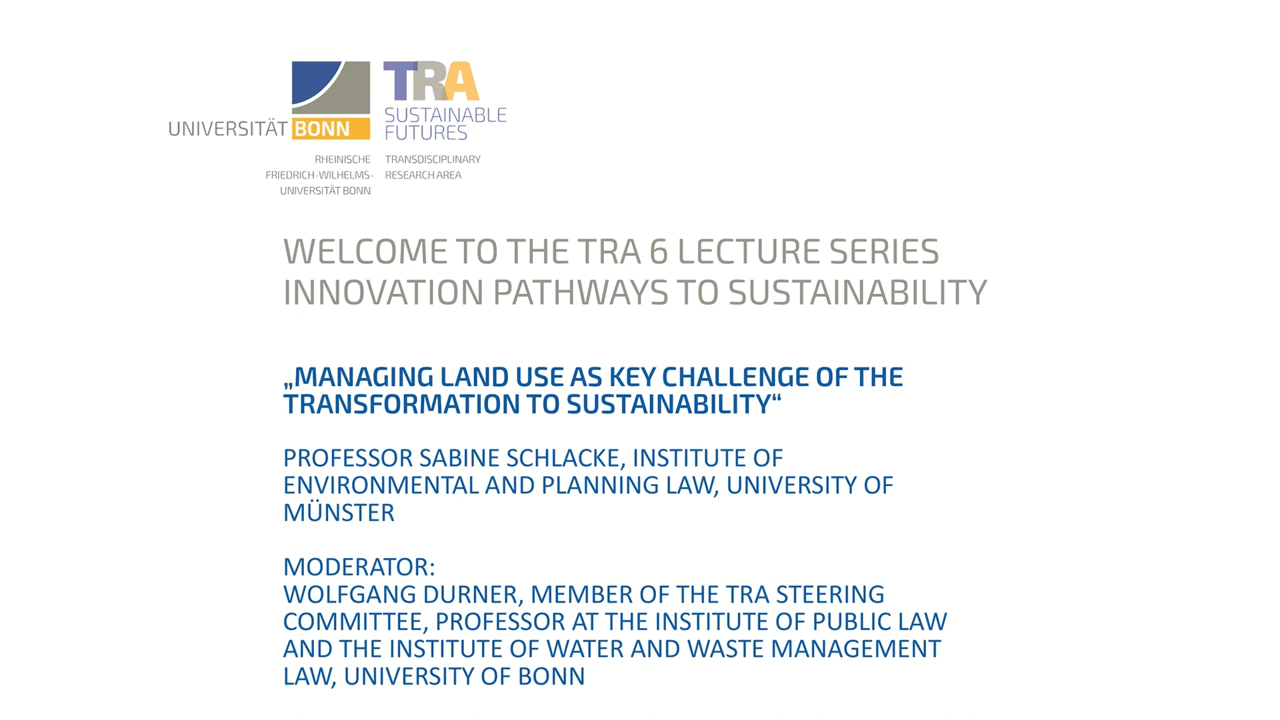 TRA
SUSTAINABLE
FUTURES
UNIVERSITÄT BONN
RHEINISCHE
FRIEDRICH-WILHELMS-
UNIVERSITÄT BONN
TRANSDISCIPLINARY
RESEARCH AREA
WELCOME TO THE TRA 6 LECTURE SERIES
INNOVATION PATHWAYS TO SUSTAINABILITY
„MANAGING LAND USE AS KEY CHALLENGE OF THE
TRANSFORMATION TO SUSTAINABILITY“
PROFESSOR SABINE SCHLACKE, INSTITUTE OF
ENVIRONMENTAL AND PLANNING LAW, UNIVERSITY OF
MÜNSTER
MODERATOR:
WOLFGANG DURNER, MEMBER OF THE TRA STEERING
COMMITTEE, PROFESSOR AT THE INSTITUTE OF PUBLIC LAW
AND THE INSTITUTE OF WATER AND WASTE MANAGEMENT
LAW, UNIVERSITY OF BONN